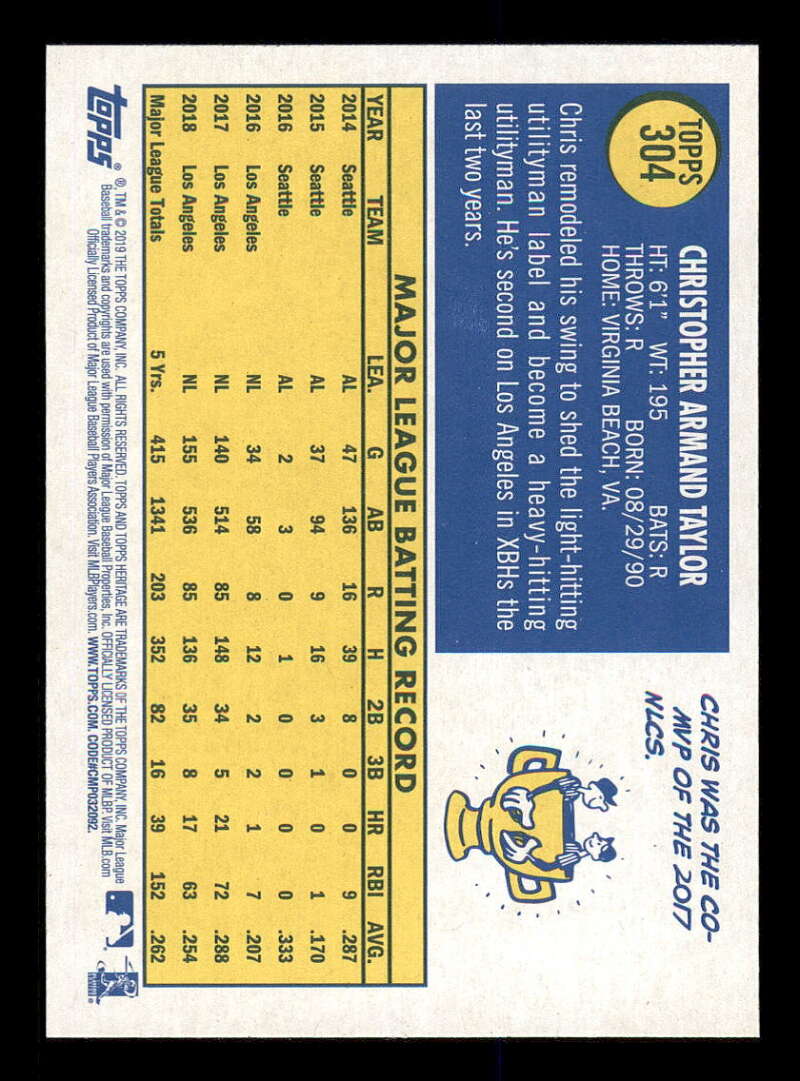 TOPPS
304
CHRISTOPHER ARMAND TAYLOR
HT: 6'1" WT: 195 BATS: R
THROWS: R BORN: 08/29/90
HOME: VIRGINIA BEACH, VA.
Chris remodeled his swing to shed the light-hitting
utilityman label and become a heavy-hitting
utilityman. He's second on Los Angeles in XBHs the
last two years.
CHRIS WAS THE CO-
MVP OF THE 2017
NLCS.
MAJOR LEAGUE BATTING RECORD
YEAR TEAM LEA. G AB R H 2B 3B HR RBI AVG.
2014 Seattle AL 47 136 16 39 8 0 0 9 .287
2015 Seattle AL 37 94 9 16 3 1 0 1 .170
2016 Seattle AL 2 3 0 1 0 0 0 0 .333
2016 Los Angeles NL 34 58 8 12 2 2 1 7 .207
2017 Los Angeles NL 140 514 85 148 34 5 21 72 .288
2018 Los Angeles NL 155 536 85 136 35 8 17 63 .254
Major League Totals 5 Yrs. 415 1341 203 352 82 16 39 152 .262
topps®
®, TM & © 2019 THE TOPPS COMPANY, INC. ALL RIGHTS RESERVED. TOPPS AND TOPPS HERITAGE ARE TRADEMARKS OF THE TOPPS COMPANY, INC. Major League
Baseball trademarks and copyrights are used with permission of Major League Baseball Properties, Inc. OFFICIALLY LICENSED PRODUCT OF MLBP. Visit MLB.com
Officially Licensed Product of Major League Baseball Players Association. Visit MLBPlayers.com. WWW.TOPPS.COM. CODE#CMP032092.